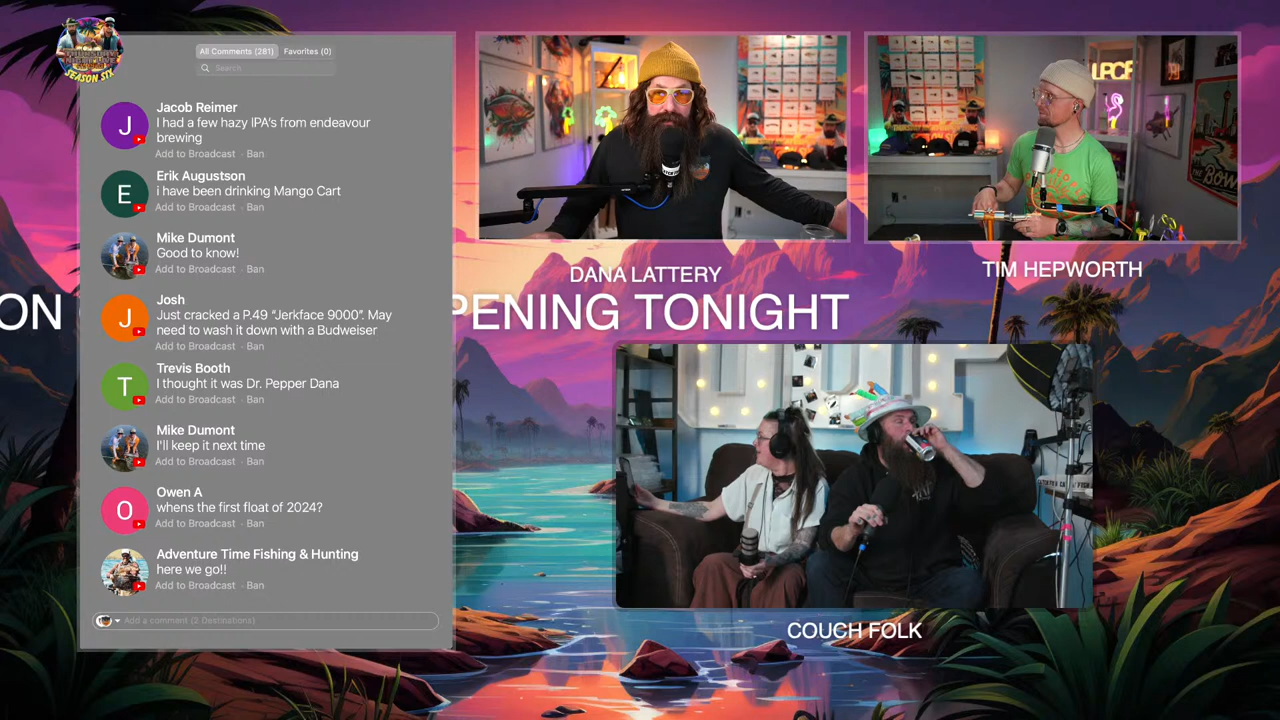 THURSDAY
NIGHT LIVE
SEASON SIX
All Comments (281)
Favorites (0)
Search
J
Jacob Reimer
I had a few hazy IPA's from endeavour
brewing
Add to Broadcast · Ban
E
Erik Augustson
i have been drinking Mango Cart
Add to Broadcast · Ban
Mike Dumont
Good to know!
Add to Broadcast · Ban
J
Josh
Just cracked a P.49 “Jerkface 9000”. May
need to wash it down with a Budweiser
Add to Broadcast · Ban
T
Trevis Booth
I thought it was Dr. Pepper Dana
Add to Broadcast · Ban
Mike Dumont
I'll keep it next time
Add to Broadcast · Ban
O
Owen A
whens the first float of 2024?
Add to Broadcast · Ban
Adventure Time Fishing & Hunting
here we go!!
Add to Broadcast · Ban
Add a comment (2 Destinations)
UPCF
THE BOW
DANA LATTERY
TIM HEPWORTH
ON
PENING TONIGHT
COUCH FOLK